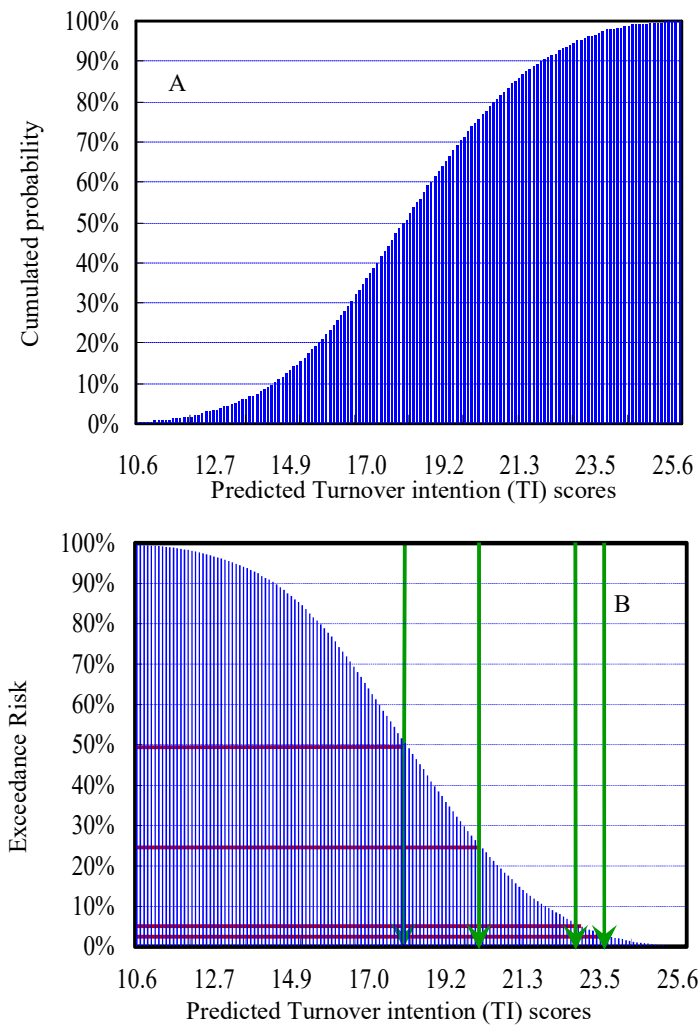 100%
90%
80%
70%
60%
50%
40%
30%
20%
10%
0%
Cumulated probability
A
10.6 12.7 14.9 17.0 19.2 21.3 23.5 25.6
Predicted Turnover intention (TI) scores
100%
90%
80%
70%
60%
50%
40%
30%
20%
10%
0%
Exceedance Risk
B
10.6 12.7 14.9 17.0 19.2 21.3 23.5 25.6
Predicted Turnover intention (TI) scores